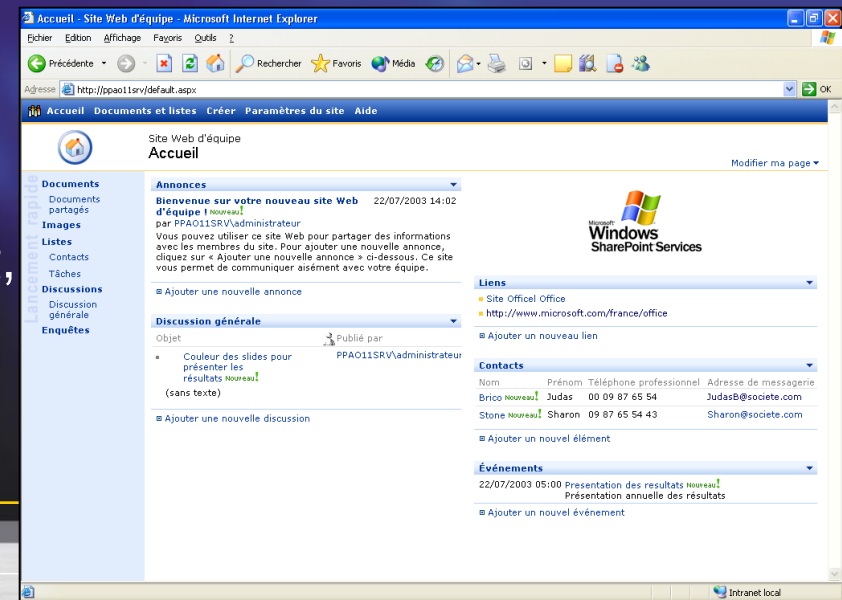 Accueil - Site Web d'équipe - Microsoft Internet Explorer
Fichier Edition Affichage Favoris Outils ?
Précédente Rechercher Favoris Média
Adresse http://ppao11srv/default.aspx OK
Accueil Documents et listes Créer Paramètres du site Aide
Site Web d'équipe
Accueil
Modifier ma page
Lancement rapide
Documents
Documents partagés
Images
Listes
Contacts
Tâches
Discussions
Discussion générale
Enquêtes
Annonces
Bienvenue sur votre nouveau site Web 22/07/2003 14:02
d'équipe ! Nouveau!
par PPAO11SRV\administrateur
Vous pouvez utiliser ce site Web pour partager des informations
avec les membres du site. Pour ajouter une nouvelle annonce,
cliquez sur « Ajouter une nouvelle annonce » ci-dessous. Ce site
vous permet de communiquer aisément avec votre équipe.
Ajouter une nouvelle annonce
Discussion générale
Objet Publié par
Couleur des slides pour PPAO11SRV\administrateur
présenter les
résultats Nouveau!
(sans texte)
Ajouter une nouvelle discussion
Microsoft
Windows
SharePoint Services
Liens
Site Officel Office
http://www.microsoft.com/france/office
Ajouter un nouveau lien
Contacts
Nom Prénom Téléphone professionnel Adresse de messagerie
Brico Nouveau! Judas 00 09 87 65 54 JudasB@societe.com
Stone Nouveau! Sharon 09 87 65 54 43 Sharon@societe.com
Ajouter un nouvel élément
Événements
22/07/2003 05:00 Presentation des resultats Nouveau!
Présentation annuelle des résultats
Ajouter un nouvel événement
Intranet local
,